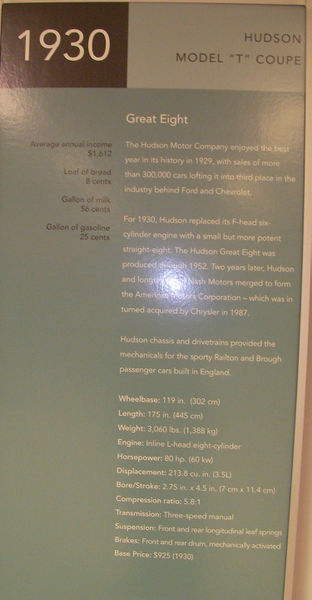 1930
HUDSON
MODEL "T" COUPE
Great Eight
Average annual income
$1,612
Loaf of bread
8 cents
Gallon of milk
56 cents
Gallon of gasoline
25 cents
The Hudson Motor Company enjoyed the best
year in its history in 1929, with sales of more
than 300,000 cars lofting it into third place in the
industry behind Ford and Chevrolet.
For 1930, Hudson replaced its F-head six-
cylinder engine with a small but more potent
straight-eight. The Hudson Great Eight was
produced through 1952. Two years later, Hudson
and Nash Motors merged to form
the American Motors Corporation – which was in
turned acquired by Chrysler in 1987.
Hudson chassis and drivetrains provided the
mechanicals for the sporty Railton and Brough
passenger cars built in England.
Wheelbase: 119 in. (302 cm)
Length: 175 in. (445 cm)
Weight: 3,060 lbs. (1,388 kg)
Engine: Inline L-head eight-cylinder
Horsepower: 80 hp. (60 kw)
Displacement: 213.8 cu. in. (3.5L)
Bore/Stroke: 2.75 in. x 4.5 in. (7 cm x 11.4 cm)
Compression ratio: 5.8:1
Transmission: Three-speed manual
Suspension: Front and rear longitudinal leaf springs
Brakes: Front and rear drum, mechanically activated
Base Price: $925 (1930)